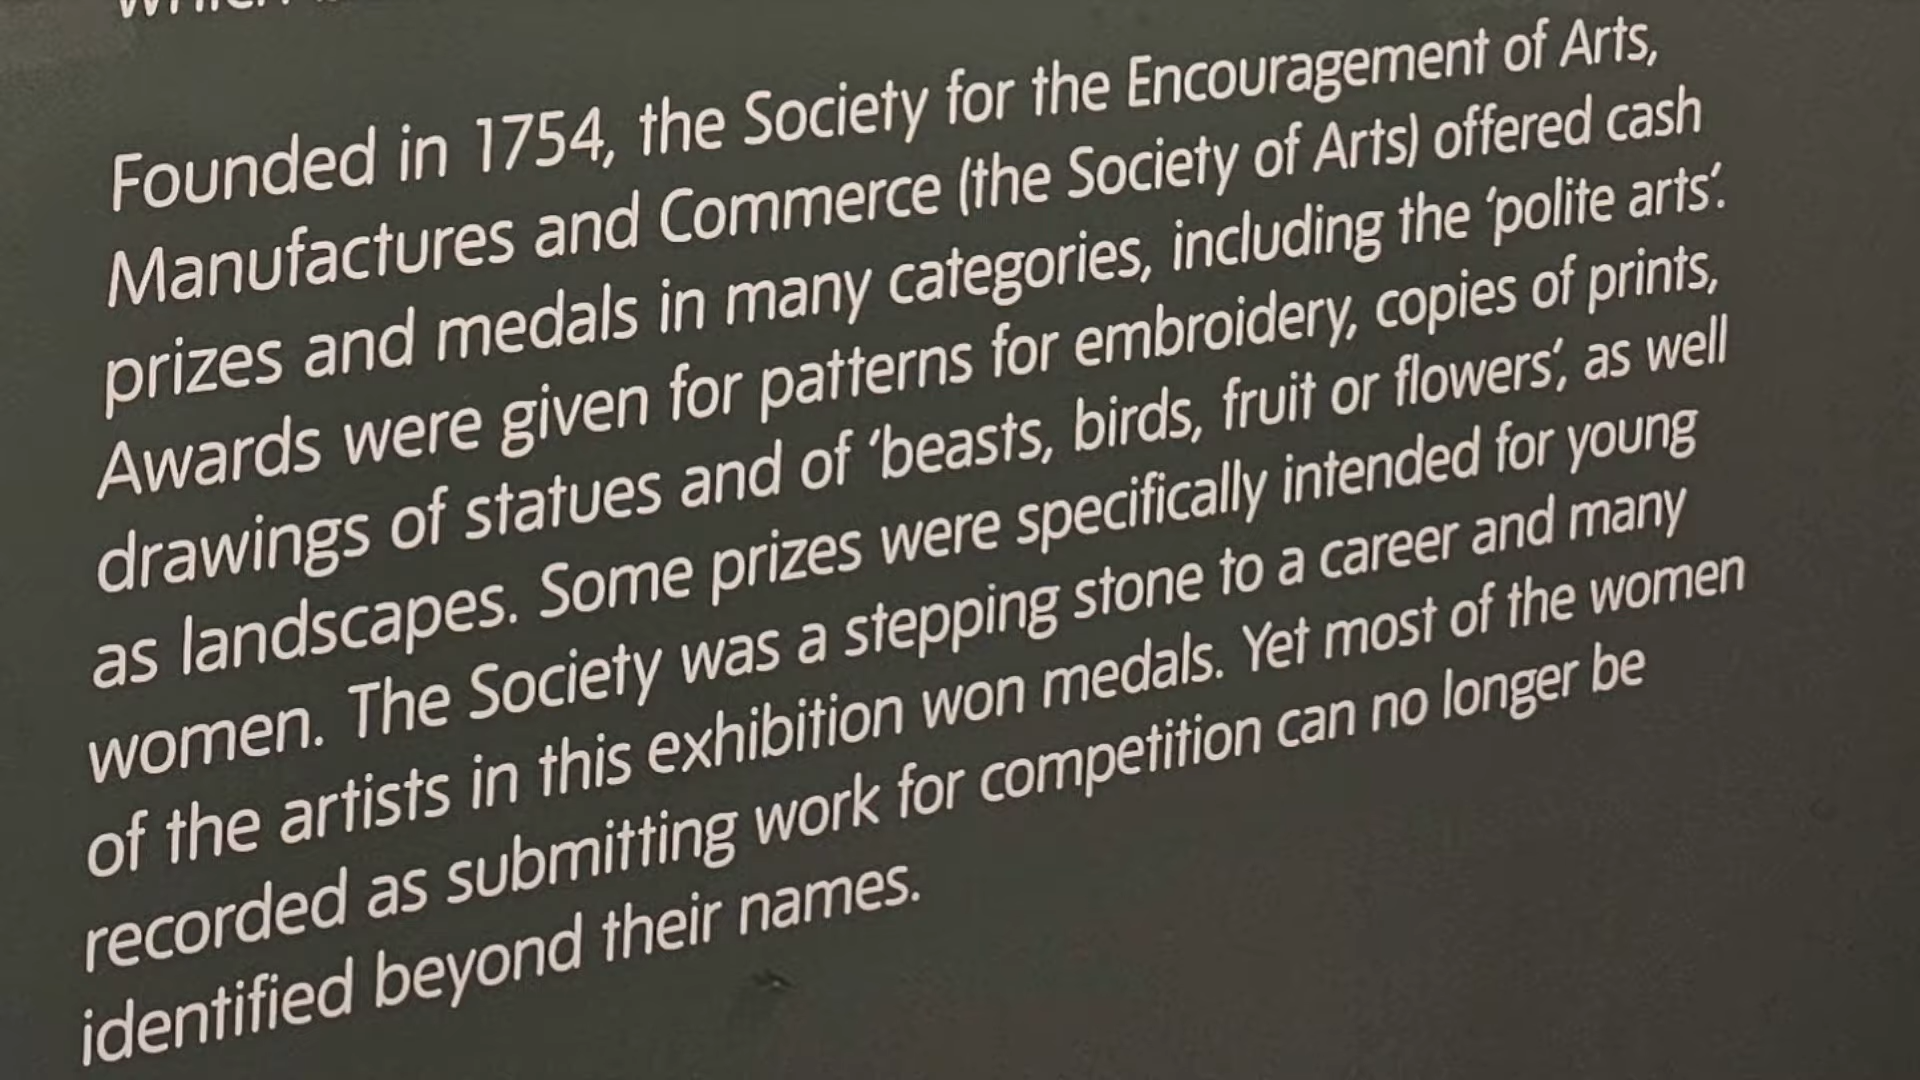 Founded in 1754, the Society for the Encouragement of Arts,
Manufactures and Commerce (the Society of Arts) offered cash
prizes and medals in many categories, including the ‘polite arts’.
Awards were given for patterns for embroidery, copies of prints,
drawings of statues and of ‘beasts, birds, fruit or flowers’, as well
as landscapes. Some prizes were specifically intended for young
women. The Society was a stepping stone to a career and many
of the artists in this exhibition won medals. Yet most of the women
recorded as submitting work for competition can no longer be
identified beyond their names.